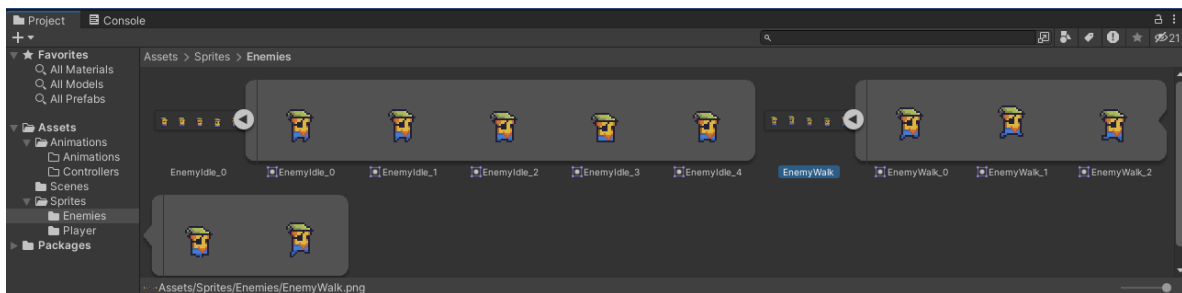 Project Console
21
Favorites
All Materials
All Models
All Prefabs
Assets
Animations
Animations
Controllers
Scenes
Sprites
Enemies
Player
Packages
Assets > Sprites > Enemies
EnemyIdle_0 EnemyIdle_0 EnemyIdle_1 EnemyIdle_2 EnemyIdle_3 EnemyIdle_4 EnemyWalk EnemyWalk_0 EnemyWalk_1 EnemyWalk_2
Assets/Sprites/Enemies/EnemyWalk.png